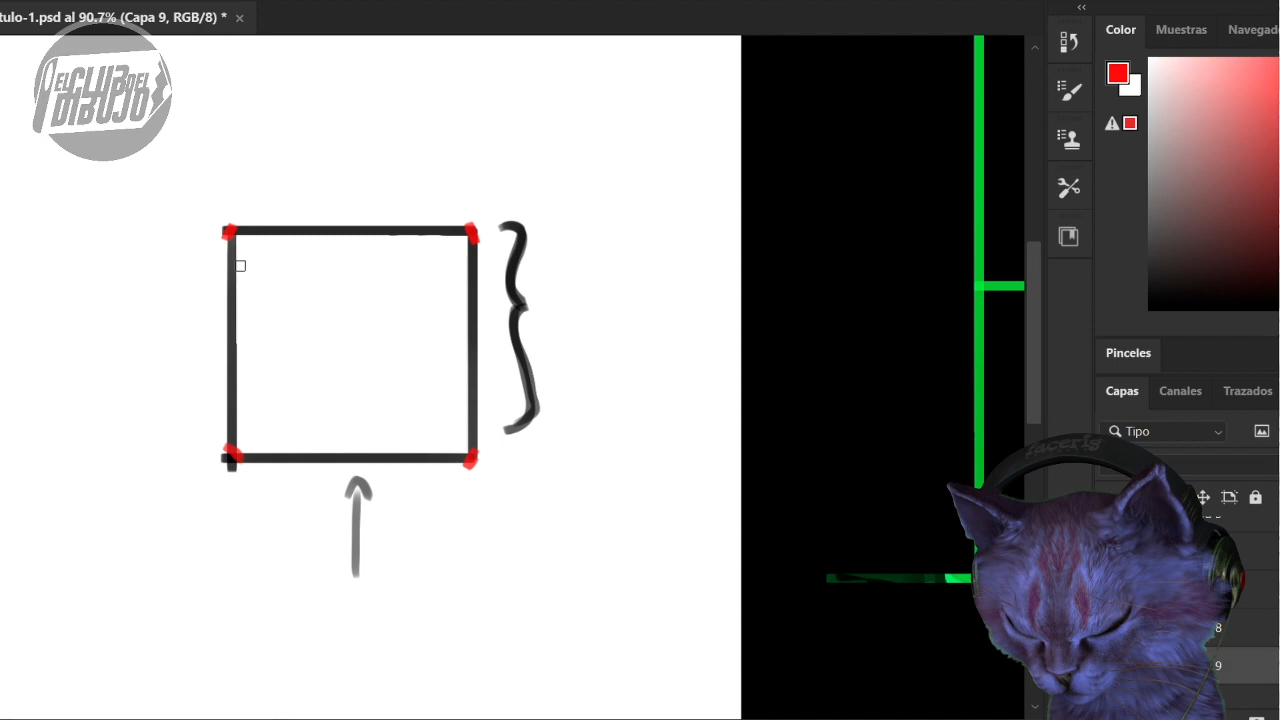 tulo-1.psd al 90.7% (Capa 9, RGB/8) *
EL CLUB DEL
DIBUJO
Color
Muestras
Navegad
Pinceles
Capas
Canales
Trazados
Tipo
faceris
8
9